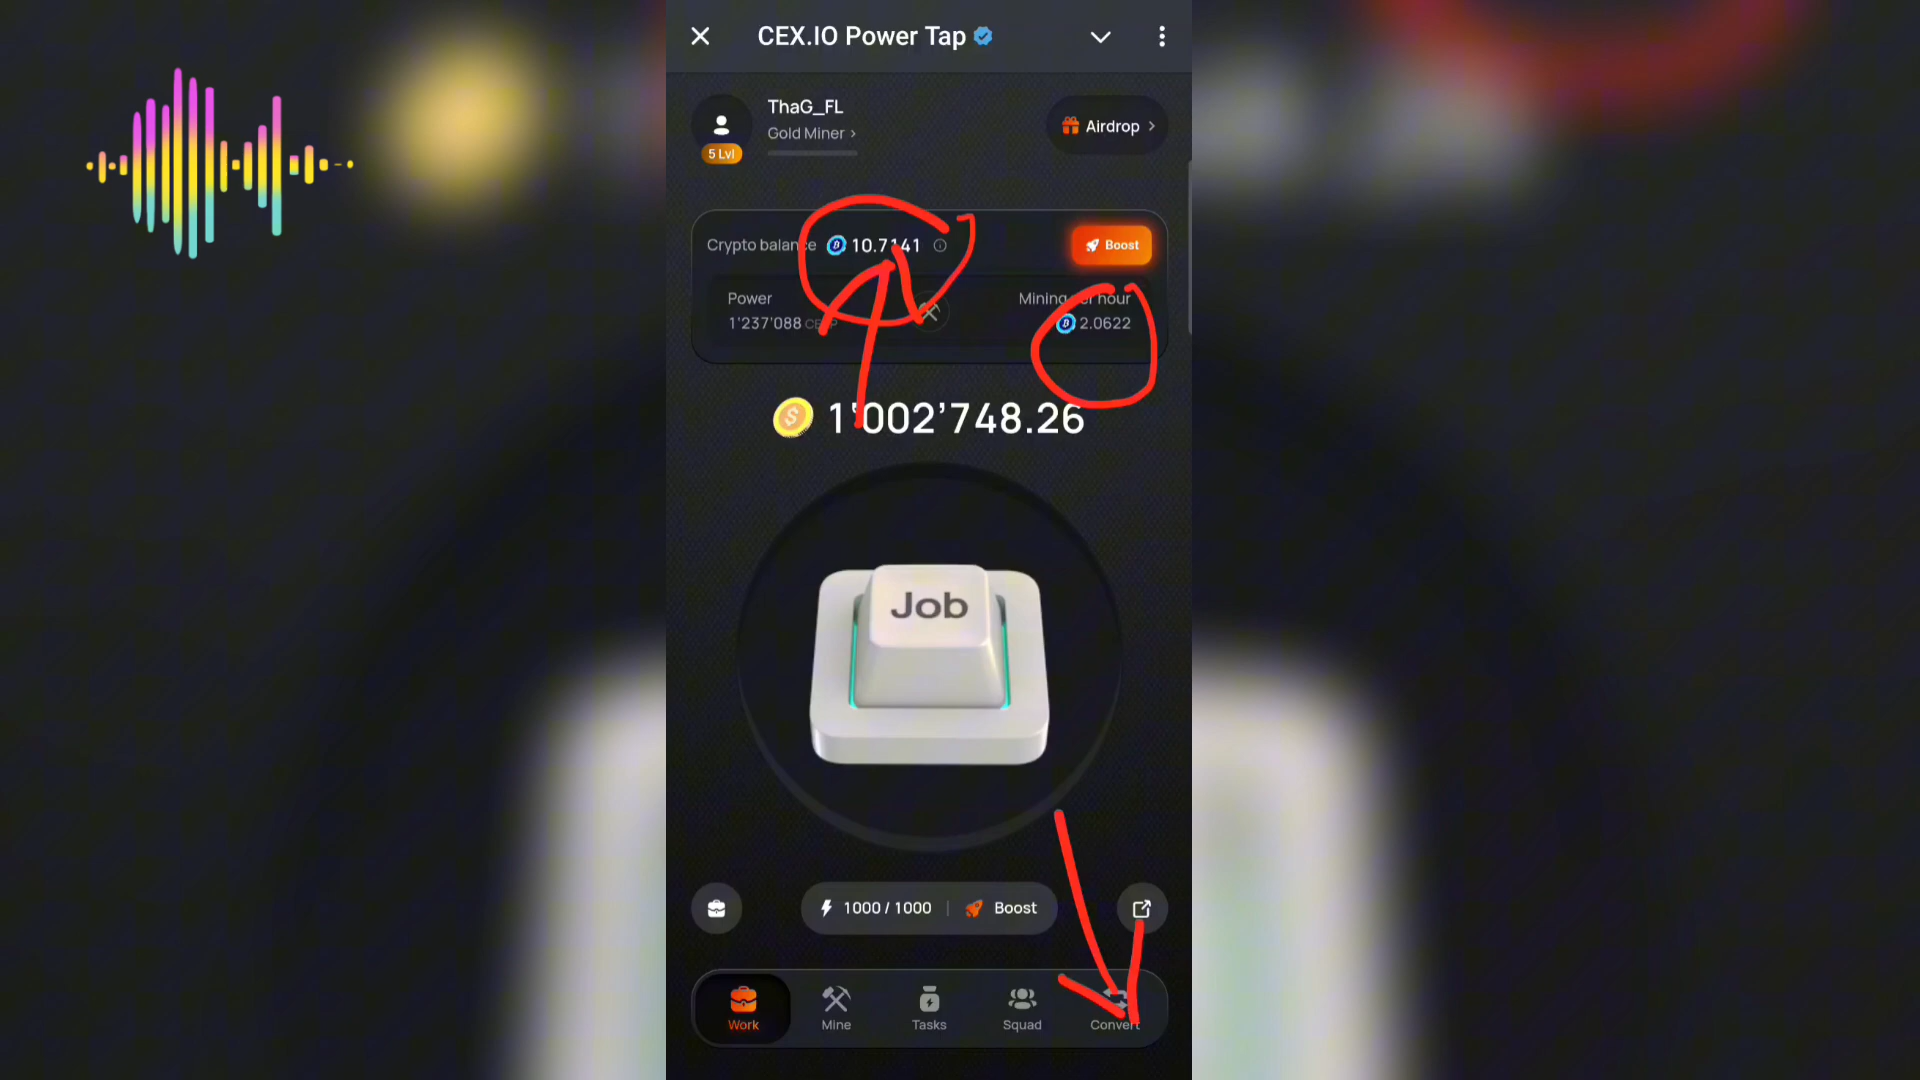 CEX.IO Power Tap
ThaG_FL
Gold Miner >
5 Lvl
Airdrop >
Crypto balance 10.7141
Boost
Power
1'237'088
Mining per hour
2.0622
1'002'748.26
Job
1000 / 1000 | Boost
Work Mine Tasks Squad Convert